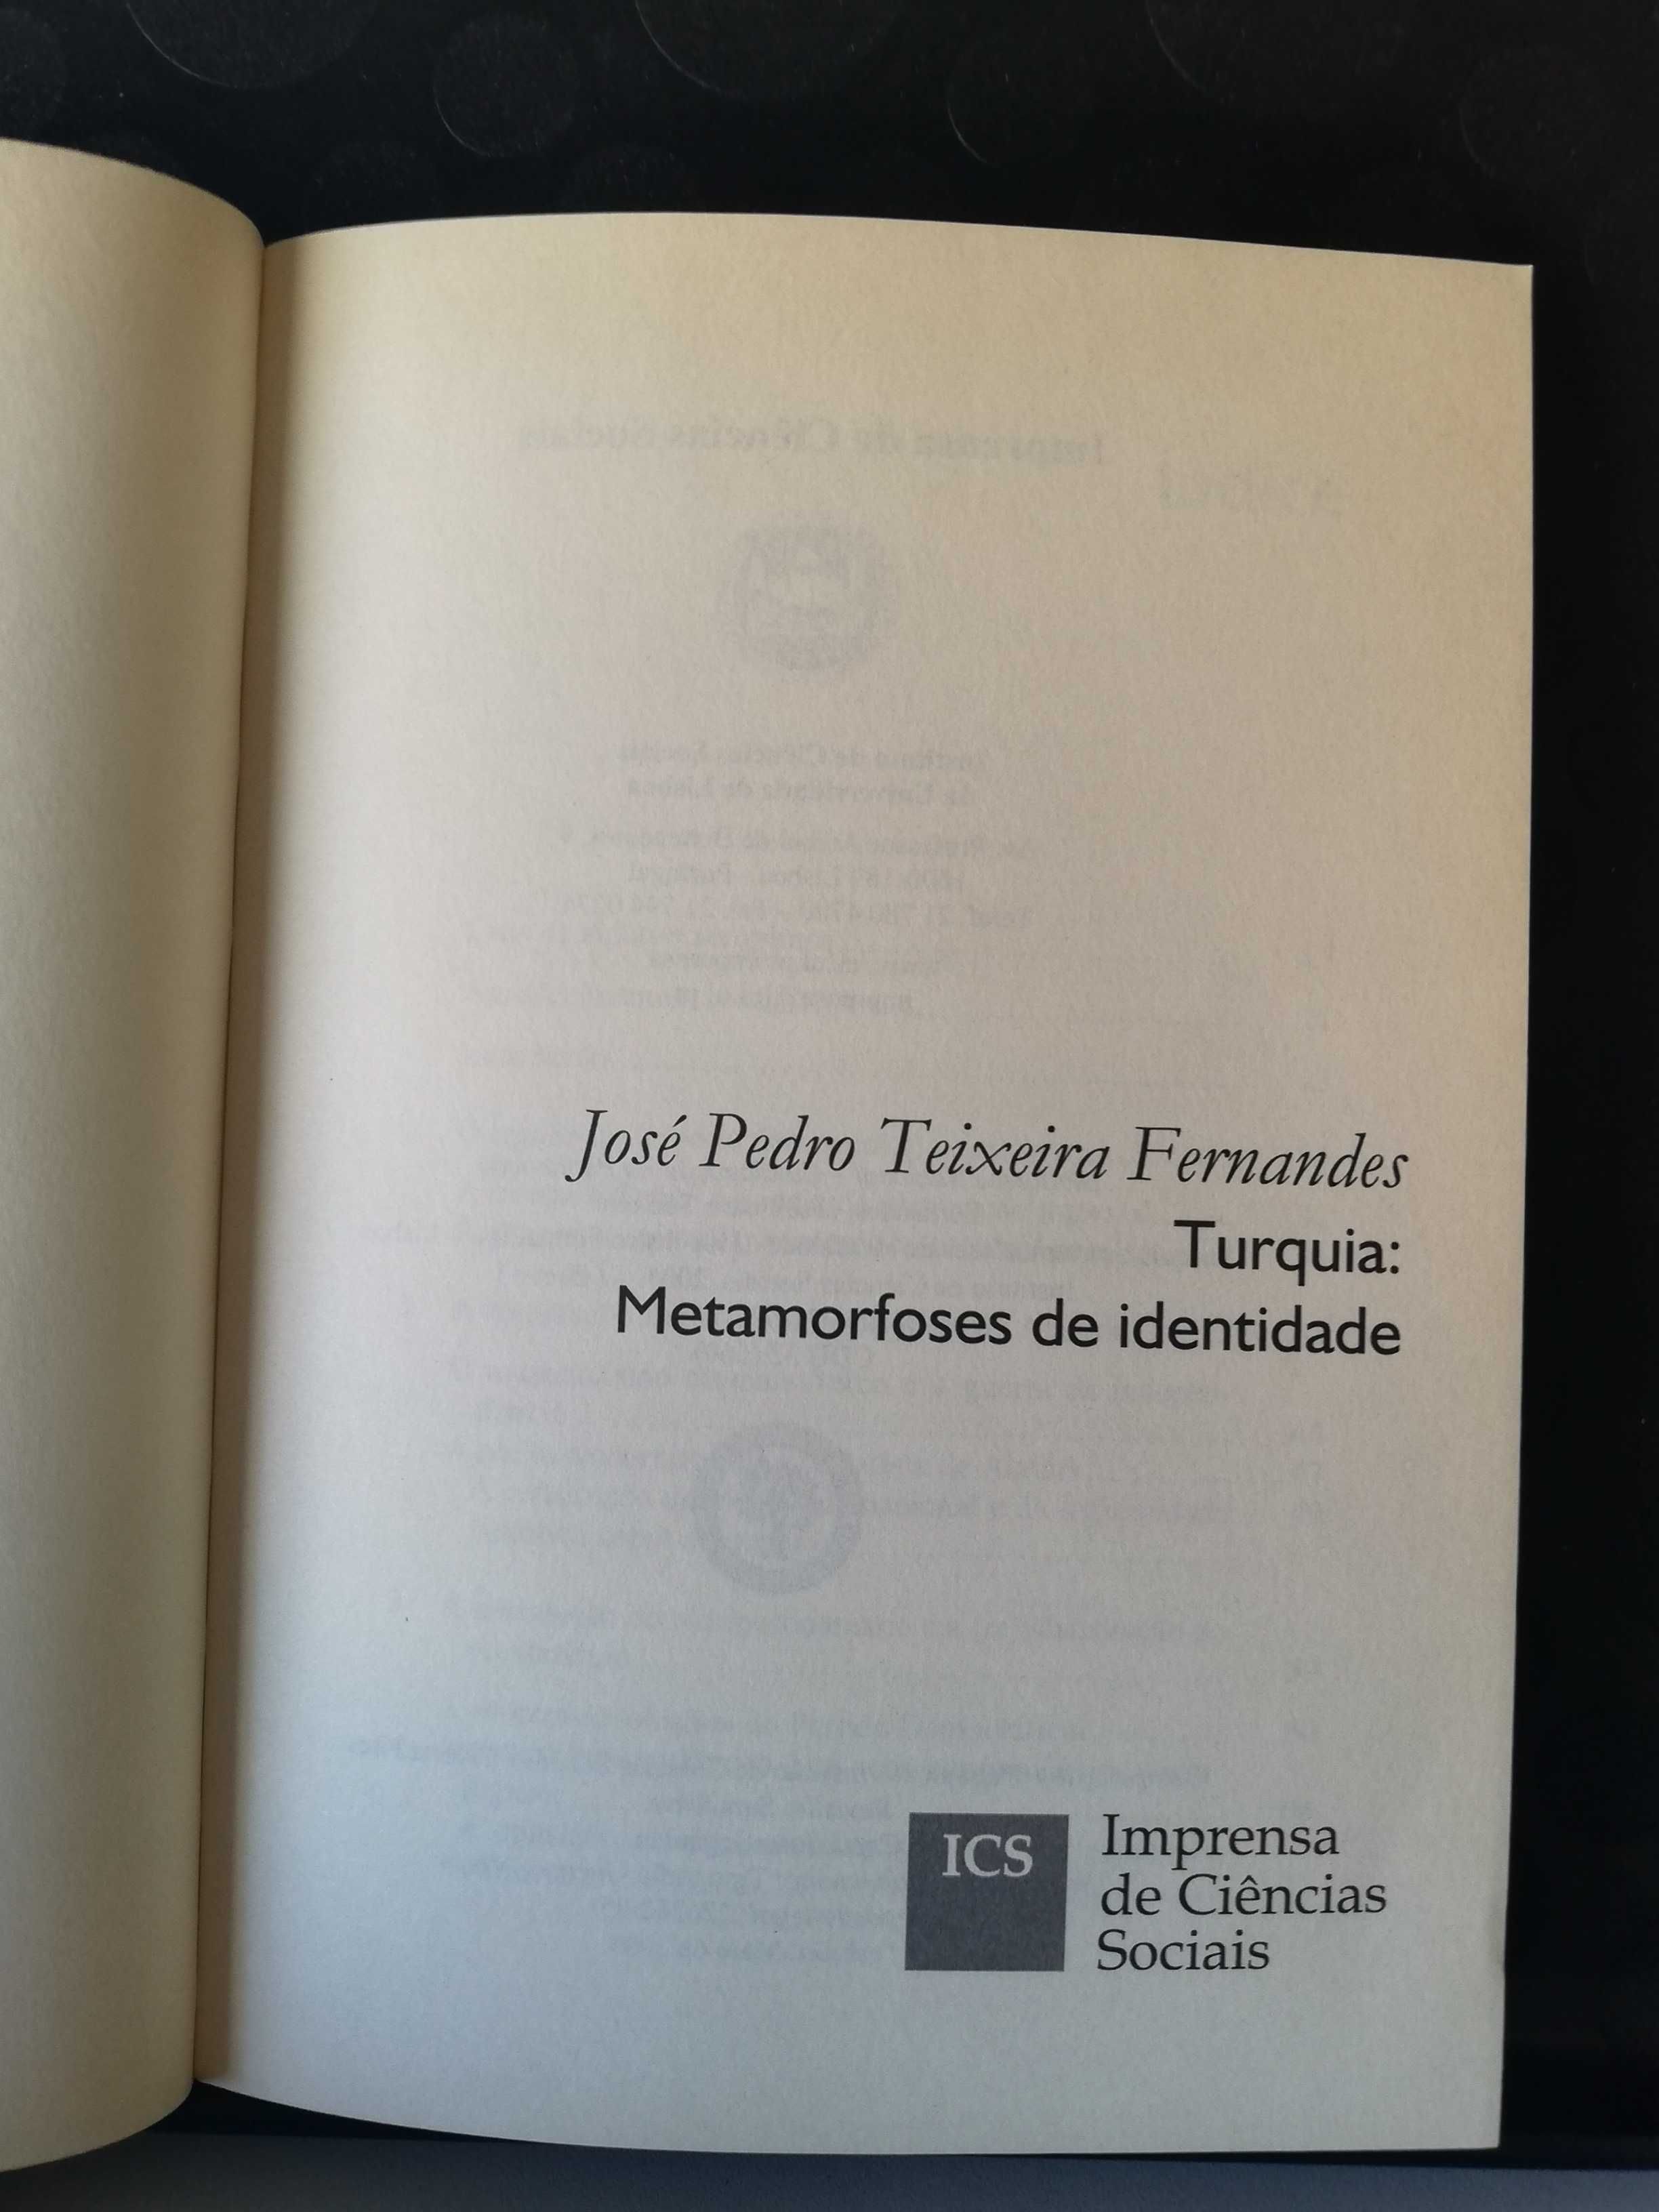 José Pedro Teixeira Fernandes
Turquia:
Metamorfoses de identidade
ICS
Imprensa
de Ciências
Sociais